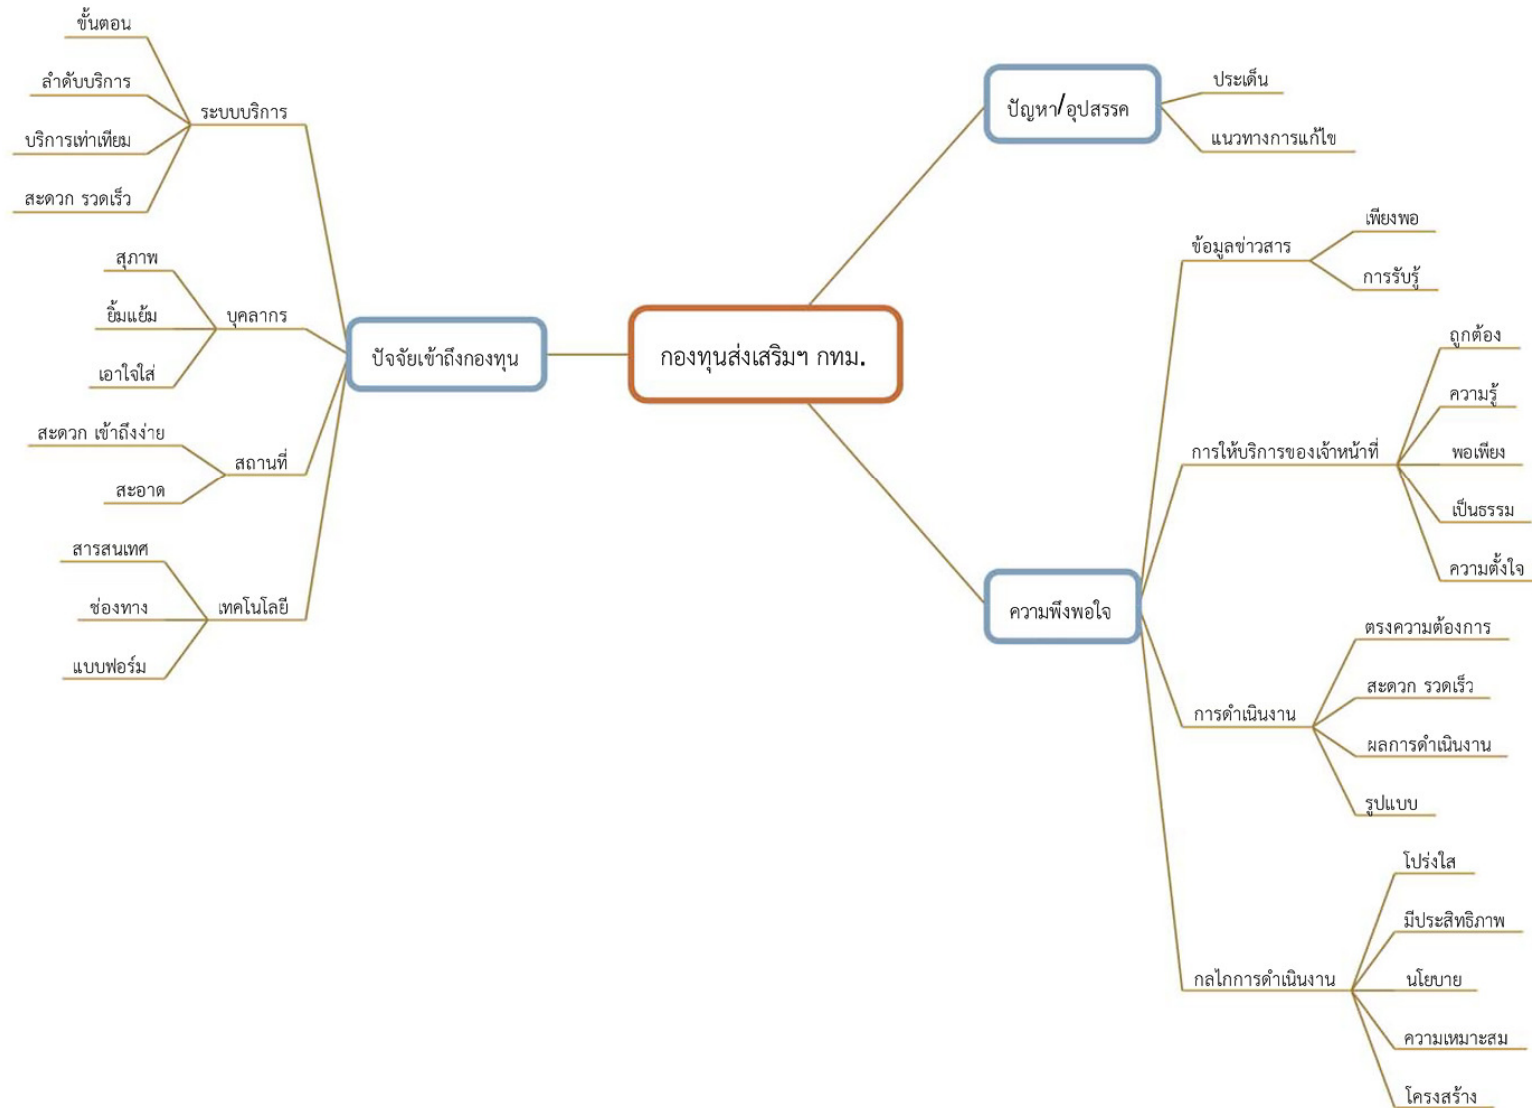 กองทุนส่งเสริมฯ กทม.
ปัจจัยเข้าถึงกองทุน
ระบบบริการ
ขั้นตอน
ลำดับบริการ
บริการเท่าเทียม
สะดวก รวดเร็ว
บุคลากร
สุภาพ
ยิ้มแย้ม
เอาใจใส่
สถานที่
สะดวก เข้าถึงง่าย
สะอาด
เทคโนโลยี
สารสนเทศ
ช่องทาง
แบบฟอร์ม
ปัญหา/อุปสรรค
ประเด็น
แนวทางการแก้ไข
ความพึงพอใจ
ข้อมูลข่าวสาร
เพียงพอ
การรับรู้
การให้บริการของเจ้าหน้าที่
ถูกต้อง
ความรู้
พอเพียง
เป็นธรรม
ความตั้งใจ
การดำเนินงาน
ตรงความต้องการ
สะดวก รวดเร็ว
ผลการดำเนินงาน
รูปแบบ
กลไกการดำเนินงาน
โปร่งใส
มีประสิทธิภาพ
นโยบาย
ความเหมาะสม
โครงสร้าง